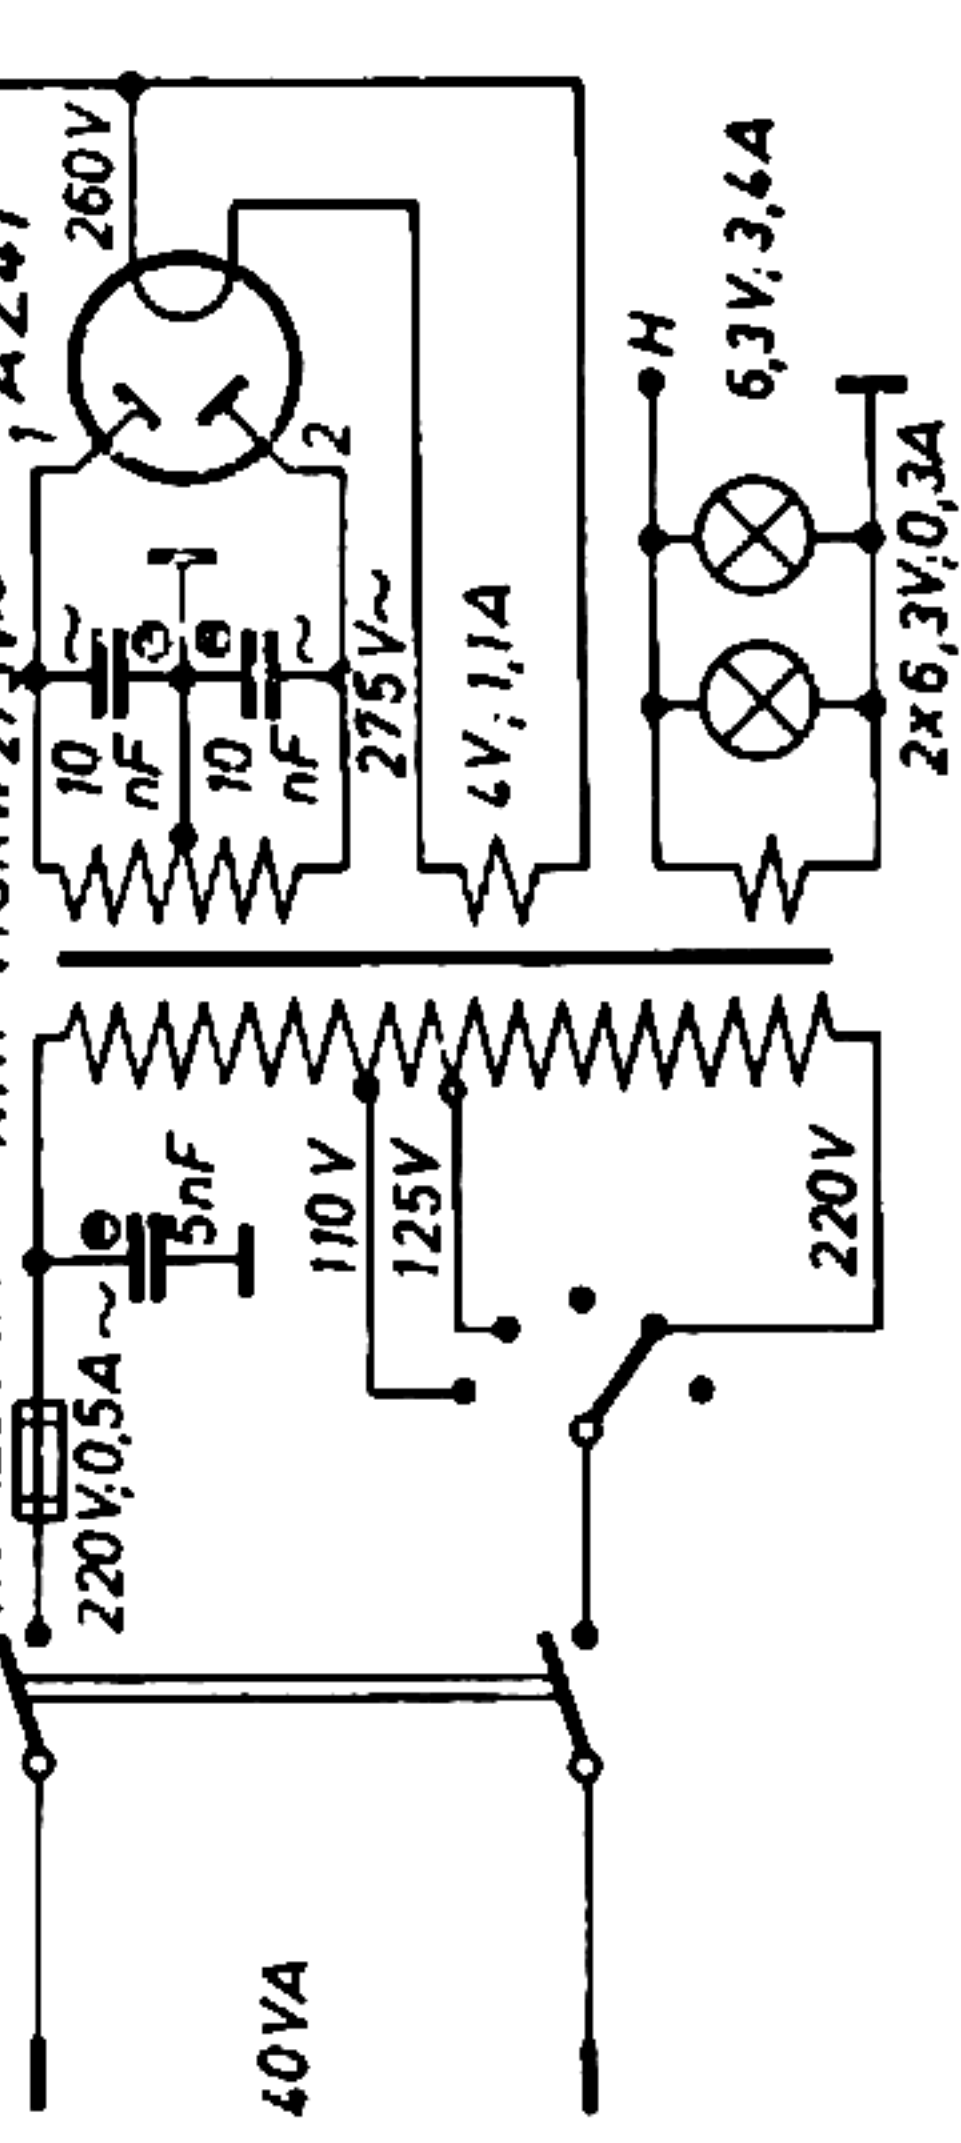 AZ41
1
260V
220V; 0,5A ~
~
10
nF
5nF
10
nF
~
2
40VA
110V
125V
275V~
4V; 1,1A
H
6,3V; 3,4A
220V
2x6,3V; 0,3A